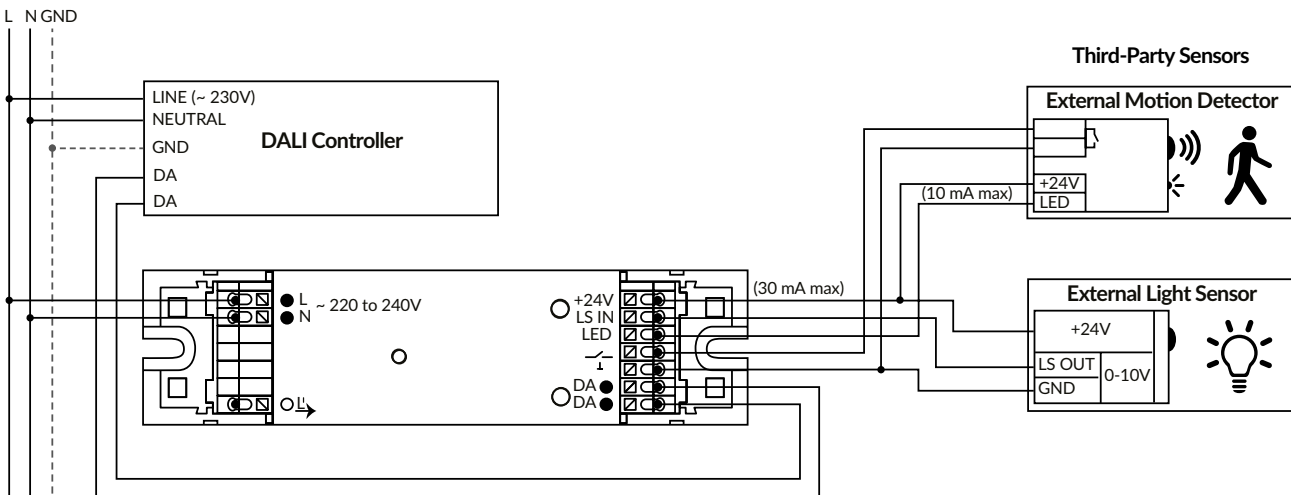 L N GND
Third-Party Sensors
LINE (~ 230V)
NEUTRAL
GND
DA
DA
DALI Controller
External Motion Detector
+24V
LED
(10 mA max)
L
N
~ 220 to 240V
L'
+24V
LS IN
LED
DA
DA
(30 mA max)
External Light Sensor
+24V
LS OUT
GND
0-10V